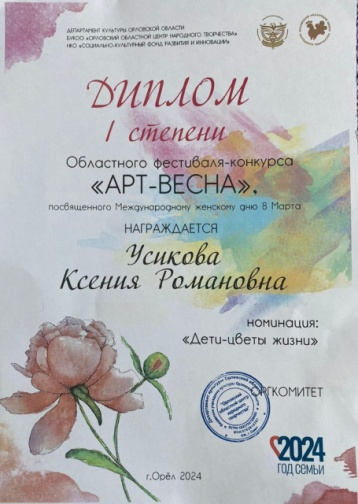 ДЕПАРТАМЕНТ КУЛЬТУРЫ ОРЛОВСКОЙ ОБЛАСТИ
БУКОО «ОРЛОВСКИЙ ОБЛАСТНОЙ ЦЕНТР НАРОДНОГО ТВОРЧЕСТВА»
НКО «СОЦИАЛЬНО-КУЛЬТУРНЫЙ ФОНД РАЗВИТИЯ И ИННОВАЦИИ»
ДИПЛОМ
I степени
Областного фестиваля-конкурса
«АРТ-ВЕСНА»,
посвященного Международному женскому дню 8 Марта
НАГРАЖДАЕТСЯ
Усикова
Ксения Романовна
номинация:
«Дети-цветы жизни»
ОРГКОМИТЕТ
2024
ГОД СЕМЬИ
г.Орёл 2024